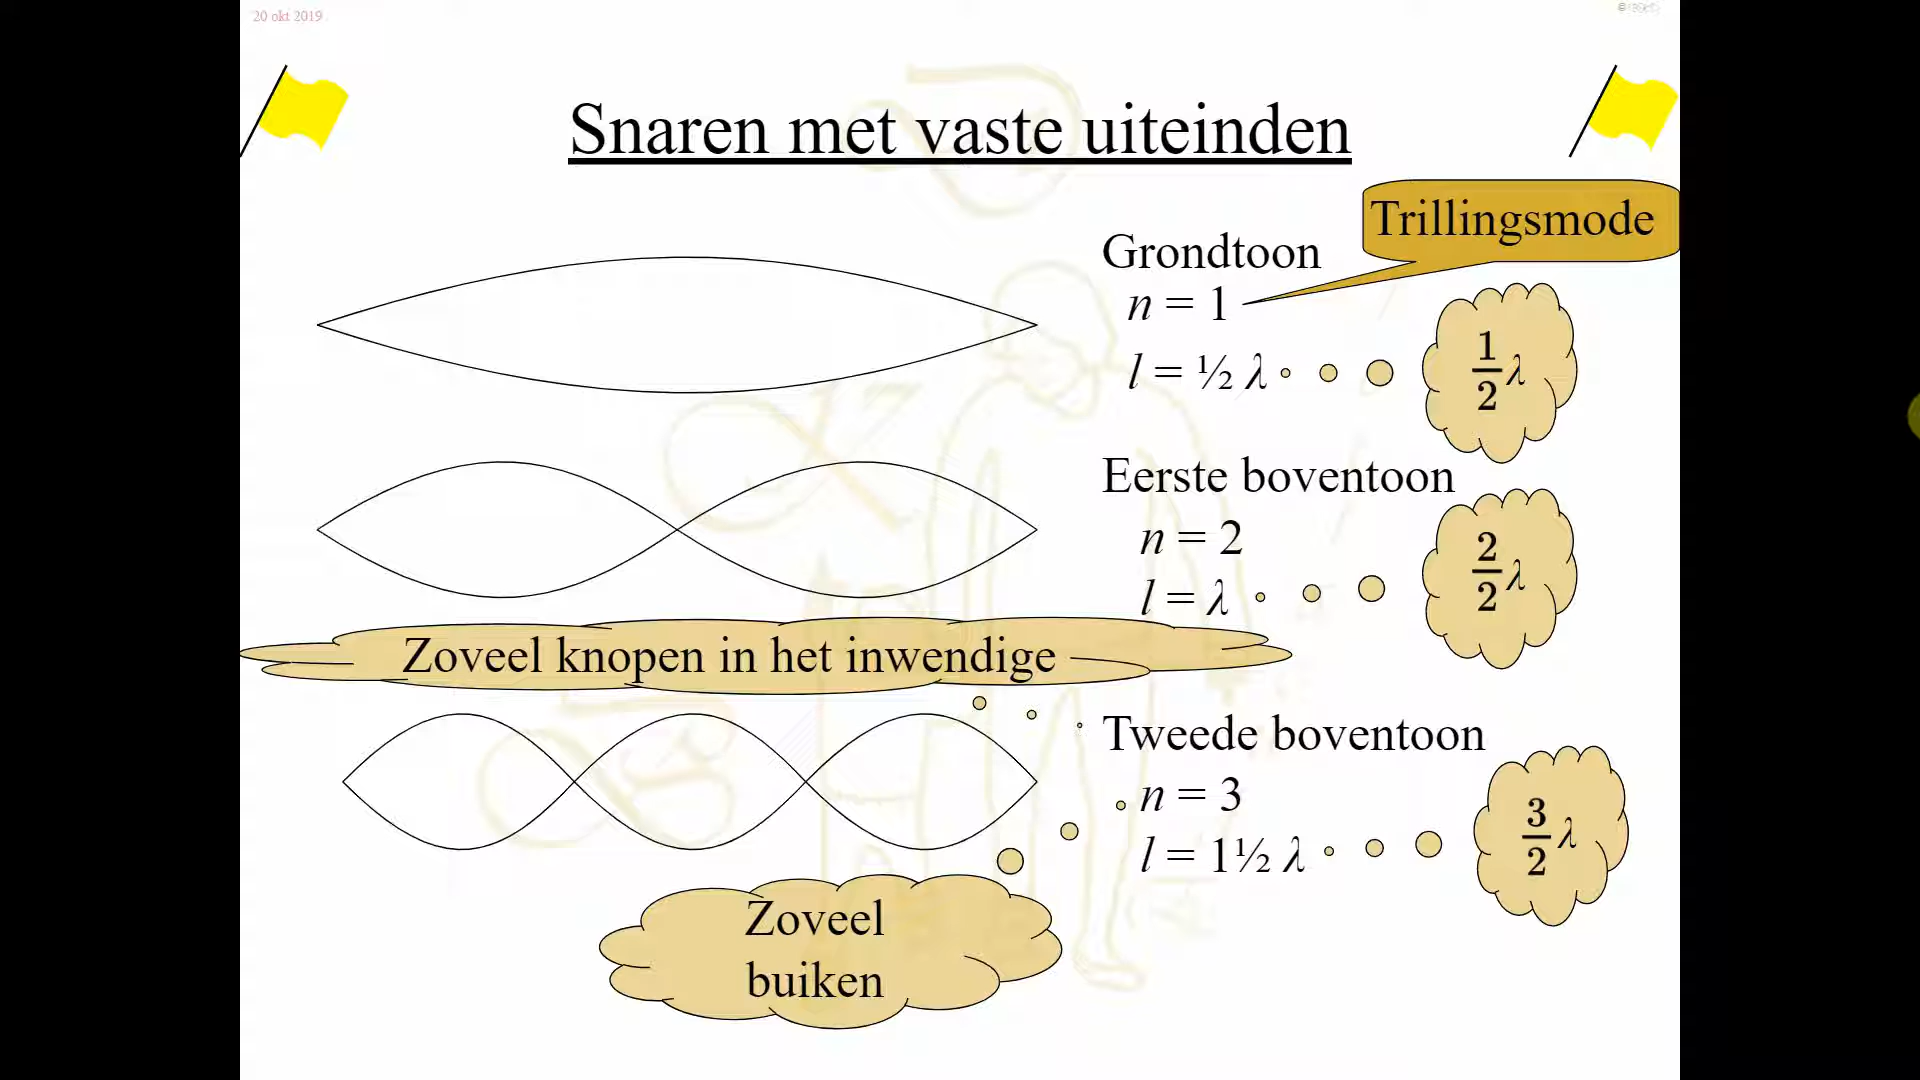 20 okt 2019
Snaren met vaste uiteinden
Trillingsmode
Grondtoon
n = 1
l = ½ λ
1/2 λ
Eerste boventoon
n = 2
l = λ
2/2 λ
Zoveel knopen in het inwendige
Tweede boventoon
n = 3
l = 1½ λ
3/2 λ
Zoveel
buiken